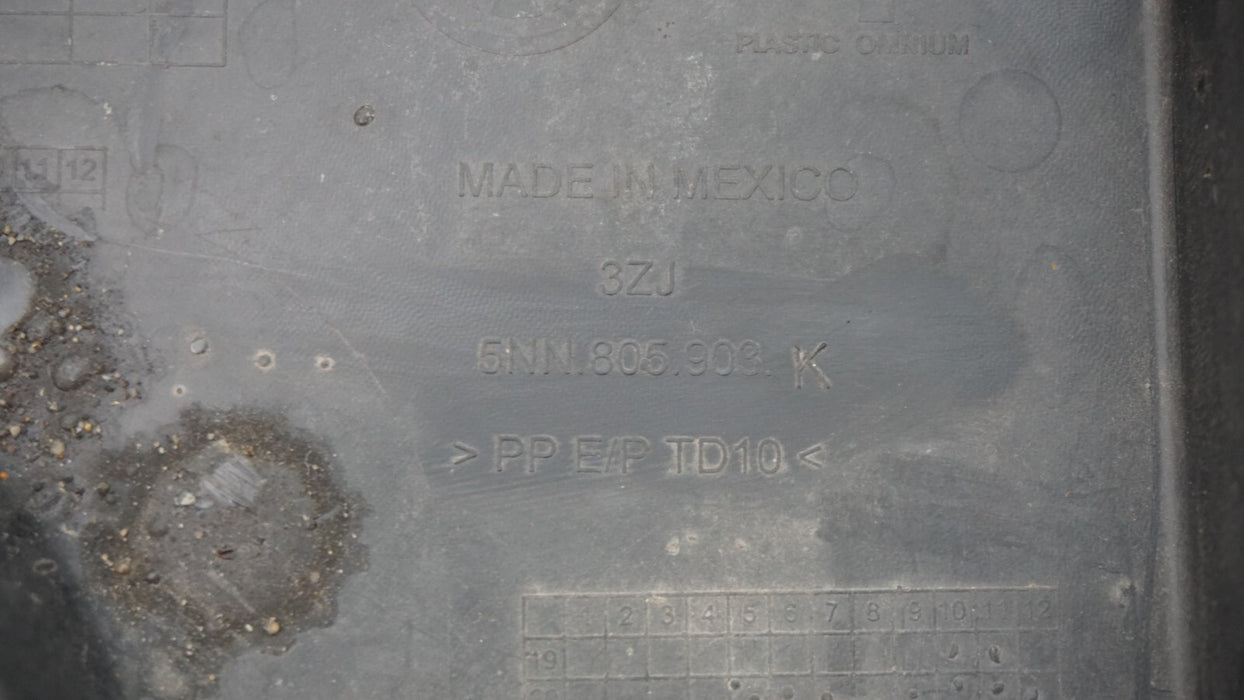 PLASTIC OMNIUM
11 12
MADE IN MEXICO
3ZJ
5NN.805.903. K
> PP E/P TD10 <
1 2 3 4 5 6 7 8 9 10 11 12
19
20